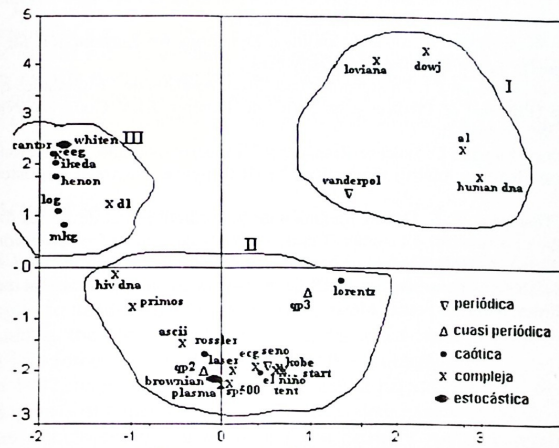 5
4
3
2
1
-0
-1
-2
-3
-2 -1 0 1 2 3
I
II
III
loviana dowj
al
vanderpol
human dna
whiten
eeg
ikeda
henon
log
d1
mkg
hiv dna
primos
qp3
lorentz
ascii
rossler
laser
ecg seno
kobe
qp2
start
brownian
el nino
plasma
sp500
tent
periódica
cuasi periódica
caótica
compleja
estocástica